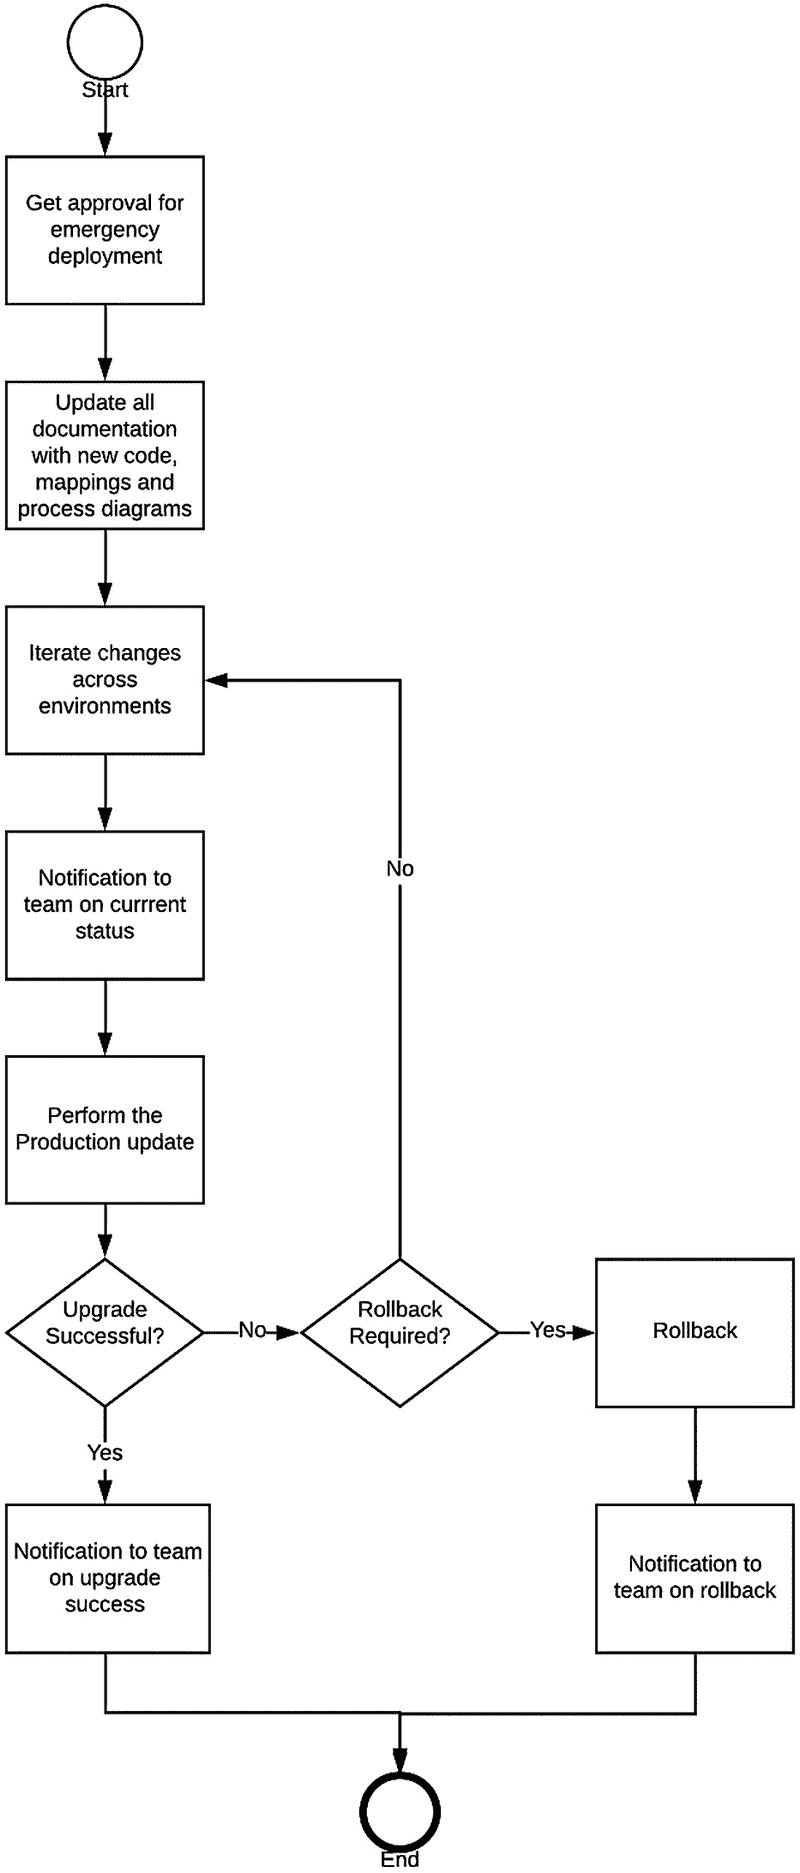 Start
Get approval for
emergency
deployment
Update all
documentation
with new code,
mappings and
process diagrams
Iterate changes
across
environments
No
Notification to
team on currrent
status
Perform the
Production update
Upgrade
Successful?
No
Rollback
Required?
Yes
Rollback
Yes
Notification to team
on upgrade
success
Notification to
team on rollback
End